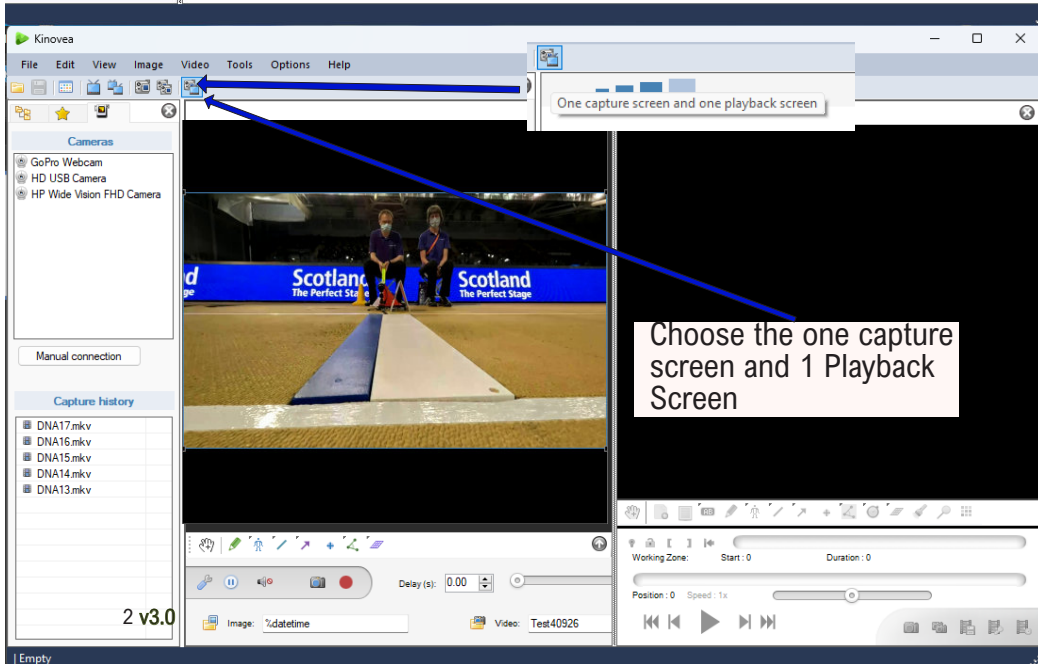 Kinovea
File Edit View Image Video Tools Options Help
One capture screen and one playback screen
Cameras
GoPro Webcam
HD USB Camera
HP Wide Vision FHD Camera
Manual connection
Capture history
DNA17.mkv
DNA16.mkv
DNA15.mkv
DNA14.mkv
DNA13.mkv
2 v3.0
Scotland
The Perfect Stage
Scotland
The Perfect Stage
Choose the one capture
screen and 1 Playback
Screen
Delay (s): 0.00
Image: %datetime
Video: Test40926
Working Zone: Start : 0 Duration : 0
Position : 0 Speed : 1x
Empty